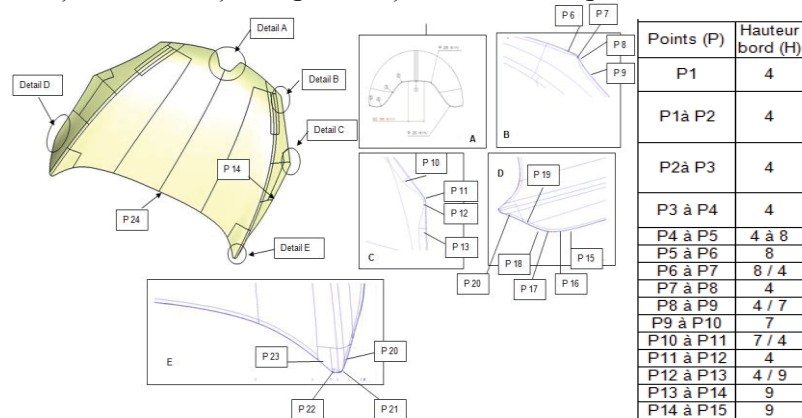 Detail A
Detail B
Detail C
Detail D
Detail E
P 14
P 24
A
P 6
P 7
P 8
P 9
B
P 10
P 11
P 12
P 13
C
D
P 19
P 18
P 15
P 20
P 17
P 16
E
P 23
P 20
P 22
P 21
Points (P) Hauteur bord (H)
P1 4
P1à P2 4
P2à P3 4
P3 à P4 4
P4 à P5 4 à 8
P5 à P6 8
P6 à P7 8 / 4
P7 à P8 4
P8 à P9 4 / 7
P9 à P10 7
P10 à P11 7 / 4
P11 à P12 4
P12 à P13 4 / 9
P13 à P14 9
P14 à P15 9